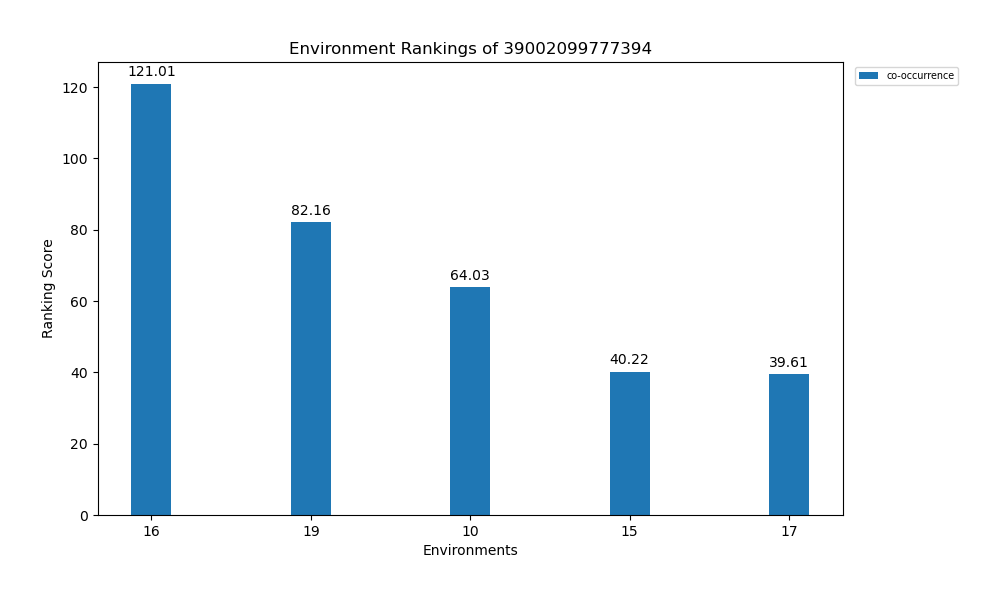 Environment Rankings of 39002099777394
co-occurrence
121.01
82.16
64.03
40.22
39.61
120
100
80
60
40
20
0
Ranking Score
16 19 10 15 17
Environments